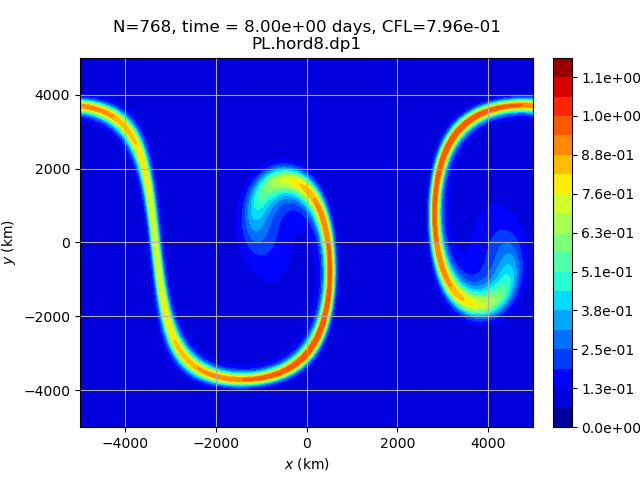 N=768, time = 8.00e+00 days, CFL=7.96e-01
PL.hord8.dp1
1.1e+00
1.0e+00
8.8e-01
7.6e-01
6.3e-01
5.1e-01
3.8e-01
2.5e-01
1.3e-01
0.0e+00
4000
2000
0
−2000
−4000
y (km)
−4000 −2000 0 2000 4000
x (km)